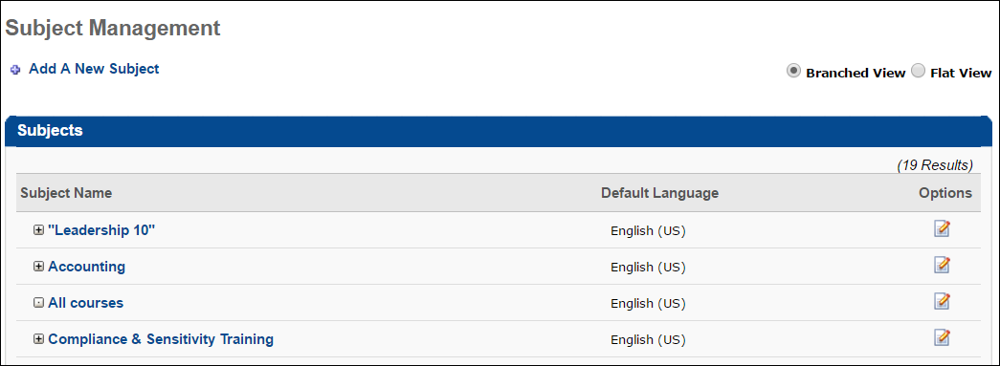 Subject Management
Add A New Subject
Branched View Flat View
Subjects
(19 Results)
Subject Name Default Language Options
"Leadership 10" English (US)
Accounting English (US)
All courses English (US)
Compliance & Sensitivity Training English (US)